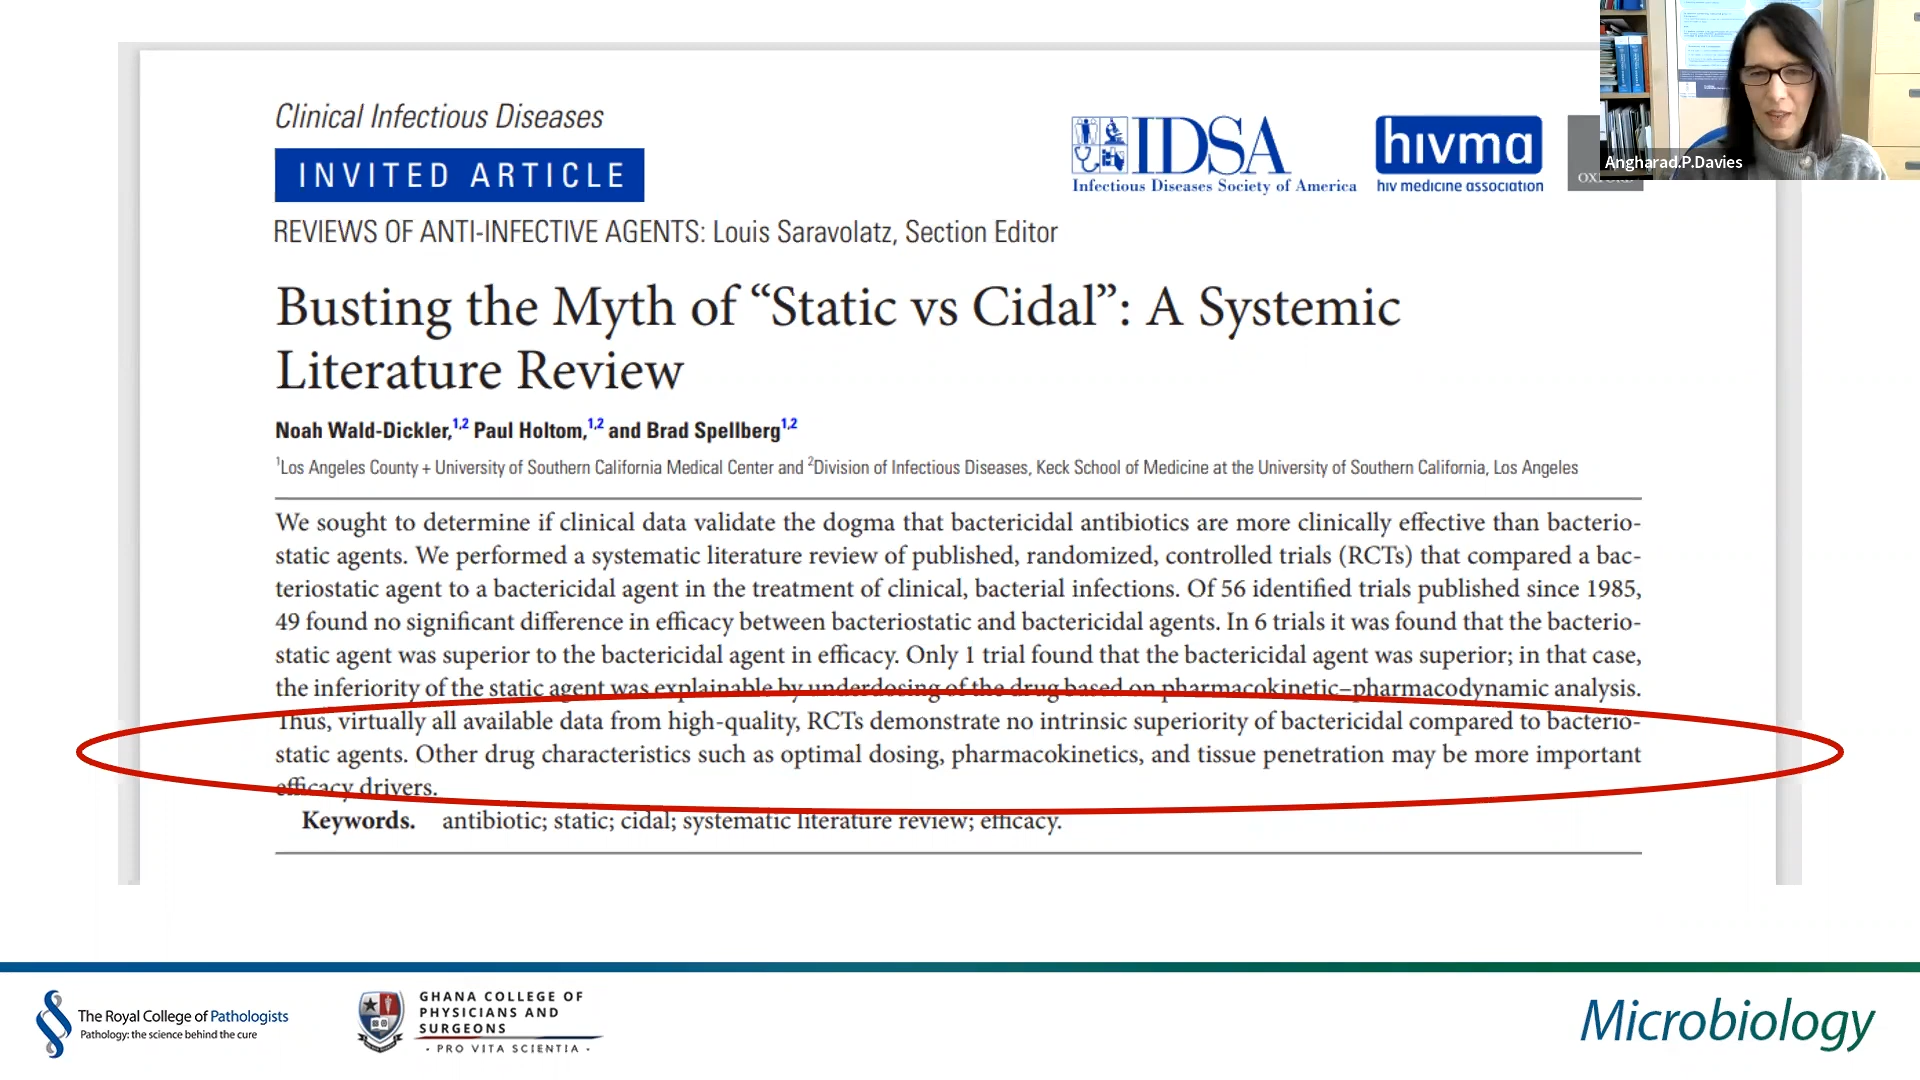 Clinical Infectious Diseases
INVITED ARTICLE
IDSA
Infectious Diseases Society of America
hivma
hiv medicine association
Angharad.P.Davies
REVIEWS OF ANTI-INFECTIVE AGENTS: Louis Saravolatz, Section Editor
Busting the Myth of “Static vs Cidal”: A Systemic
Literature Review
Noah Wald-Dickler,1,2 Paul Holtom,1,2 and Brad Spellberg1,2
1Los Angeles County + University of Southern California Medical Center and 2Division of Infectious Diseases, Keck School of Medicine at the University of Southern California, Los Angeles
We sought to determine if clinical data validate the dogma that bactericidal antibiotics are more clinically effective than bacterio-
static agents. We performed a systematic literature review of published, randomized, controlled trials (RCTs) that compared a bac-
teriostatic agent to a bactericidal agent in the treatment of clinical, bacterial infections. Of 56 identified trials published since 1985,
49 found no significant difference in efficacy between bacteriostatic and bactericidal agents. In 6 trials it was found that the bacterio-
static agent was superior to the bactericidal agent in efficacy. Only 1 trial found that the bactericidal agent was superior; in that case,
the inferiority of the static agent was explainable by underdosing of the drug based on pharmacokinetic–pharmacodynamic analysis.
Thus, virtually all available data from high-quality, RCTs demonstrate no intrinsic superiority of bactericidal compared to bacterio-
static agents. Other drug characteristics such as optimal dosing, pharmacokinetics, and tissue penetration may be more important
efficacy drivers.
Keywords. antibiotic; static; cidal; systematic literature review; efficacy.
The Royal College of Pathologists
Pathology: the science behind the cure
GHANA COLLEGE OF
PHYSICIANS AND
SURGEONS
- PRO VITA SCIENTIA -
Microbiology